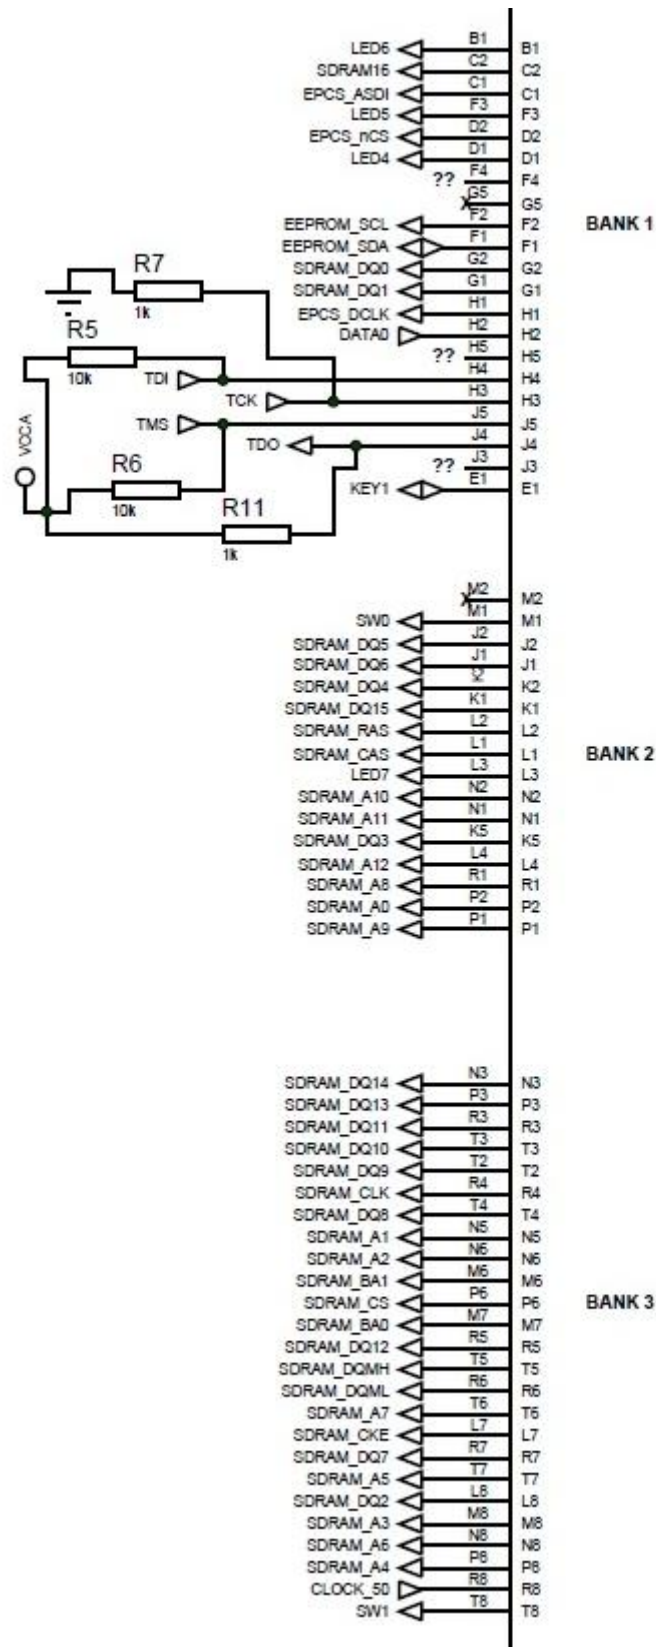 LED6 B1 B1
SDRAM16 C2 C2
EPCS_ASDI C1 C1
LED5 F3 F3
EPCS_nCS D2 D2
LED4 D1 D1
?? F4 F4
X G5 G5
EEPROM_SCL F2 F2 BANK 1
EEPROM_SDA F1 F1
SDRAM_DQ0 G2 G2
R7
SDRAM_DQ1 G1 G1
1k
EPCS_DCLK H1 H1
DATA0 H2 H2
R5
?? H5 H5
10k
TDI H4 H4
TCK H3 H3
VCCA
TMS J5 J5
TDO J4 J4
R6
?? J3 J3
KEY1 E1 E1
10k
R11
1k
X M2 M2
SW0 M1 M1
SDRAM_DQ5 J2 J2
SDRAM_DQ6 J1 J1
SDRAM_DQ4 K2 K2
SDRAM_DQ15 K1 K1
SDRAM_RAS L2 L2
SDRAM_CAS L1 L1 BANK 2
LED7 L3 L3
SDRAM_A10 N2 N2
SDRAM_A11 N1 N1
SDRAM_DQ3 K5 K5
SDRAM_A12 L4 L4
SDRAM_A8 R1 R1
SDRAM_A0 P2 P2
SDRAM_A9 P1 P1
SDRAM_DQ14 N3 N3
SDRAM_DQ13 P3 P3
SDRAM_DQ11 R3 R3
SDRAM_DQ10 T3 T3
SDRAM_DQ9 T2 T2
SDRAM_CLK R4 R4
SDRAM_DQ8 T4 T4
SDRAM_A1 N5 N5
SDRAM_A2 N6 N6
SDRAM_BA1 M6 M6
SDRAM_CS P6 P6 BANK 3
SDRAM_BA0 M7 M7
SDRAM_DQ12 R5 R5
SDRAM_DQMH T5 T5
SDRAM_DQML R6 R6
SDRAM_A7 T6 T6
SDRAM_CKE L7 L7
SDRAM_DQ7 R7 R7
SDRAM_A5 T7 T7
SDRAM_DQ2 L8 L8
SDRAM_A3 M8 M8
SDRAM_A6 N8 N8
SDRAM_A4 P8 P8
CLOCK_50 R8 R8
SW1 T8 T8